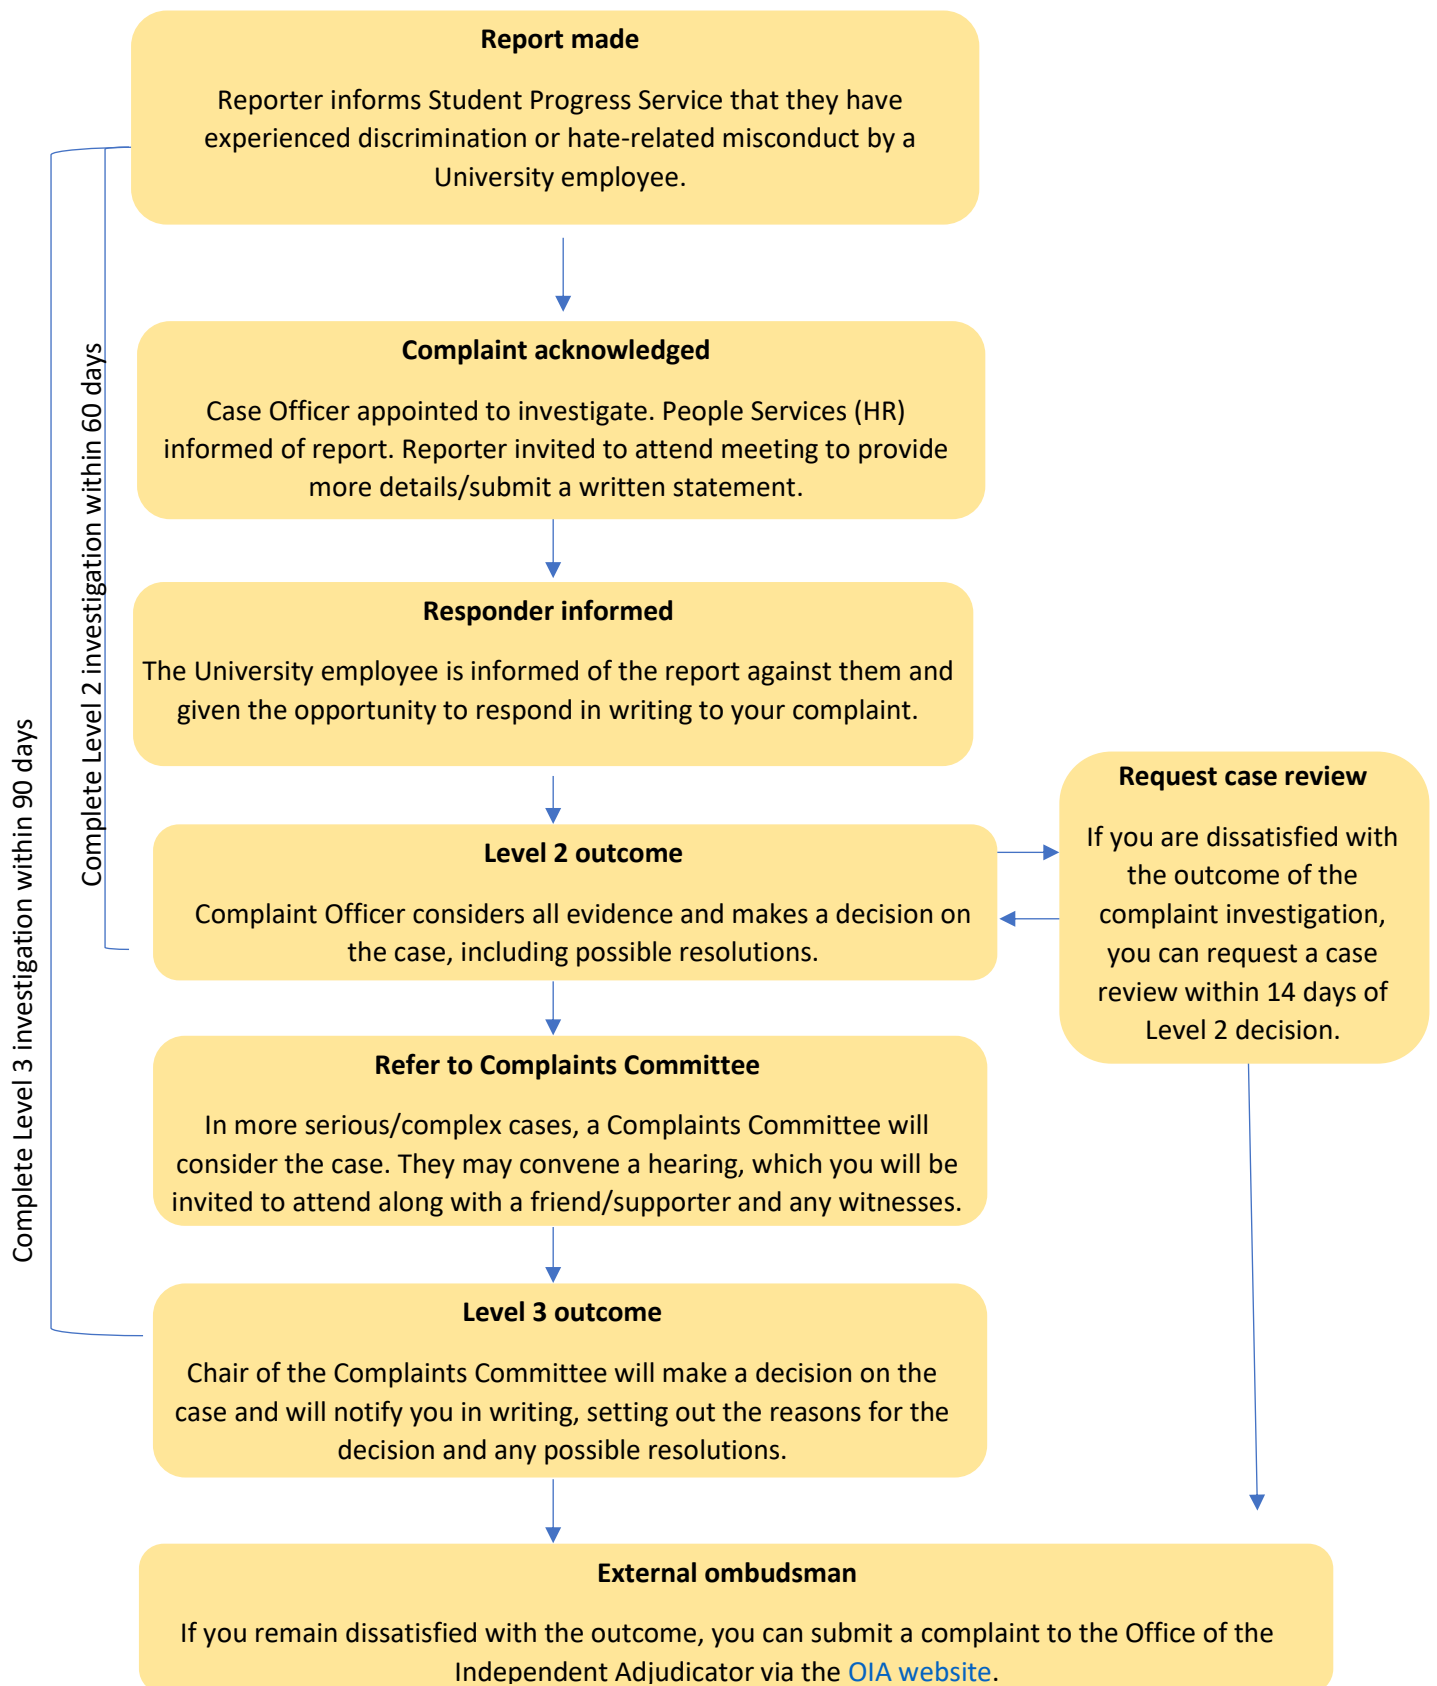 Report made
Reporter informs Student Progress Service that they have
experienced discrimination or hate-related misconduct by a
University employee.
Complaint acknowledged
Case Officer appointed to investigate. People Services (HR)
informed of report. Reporter invited to attend meeting to provide
more details/submit a written statement.
Responder informed
The University employee is informed of the report against them and
given the opportunity to respond in writing to your complaint.
Level 2 outcome
Complaint Officer considers all evidence and makes a decision on
the case, including possible resolutions.
Request case review
If you are dissatisfied with
the outcome of the
complaint investigation,
you can request a case
review within 14 days of
Level 2 decision.
Refer to Complaints Committee
In more serious/complex cases, a Complaints Committee will
consider the case. They may convene a hearing, which you will be
invited to attend along with a friend/supporter and any witnesses.
Level 3 outcome
Chair of the Complaints Committee will make a decision on the
case and will notify you in writing, setting out the reasons for the
decision and any possible resolutions.
External ombudsman
If you remain dissatisfied with the outcome, you can submit a complaint to the Office of the
Independent Adjudicator via the OIA website.
Complete Level 2 investigation within 60 days
Complete Level 3 investigation within 90 days